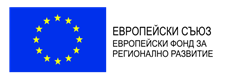 ЕВРОПЕЙСКИ СЪЮЗ
ЕВРОПЕЙСКИ ФОНД ЗА
РЕГИОНАЛНО РАЗВИТИЕ